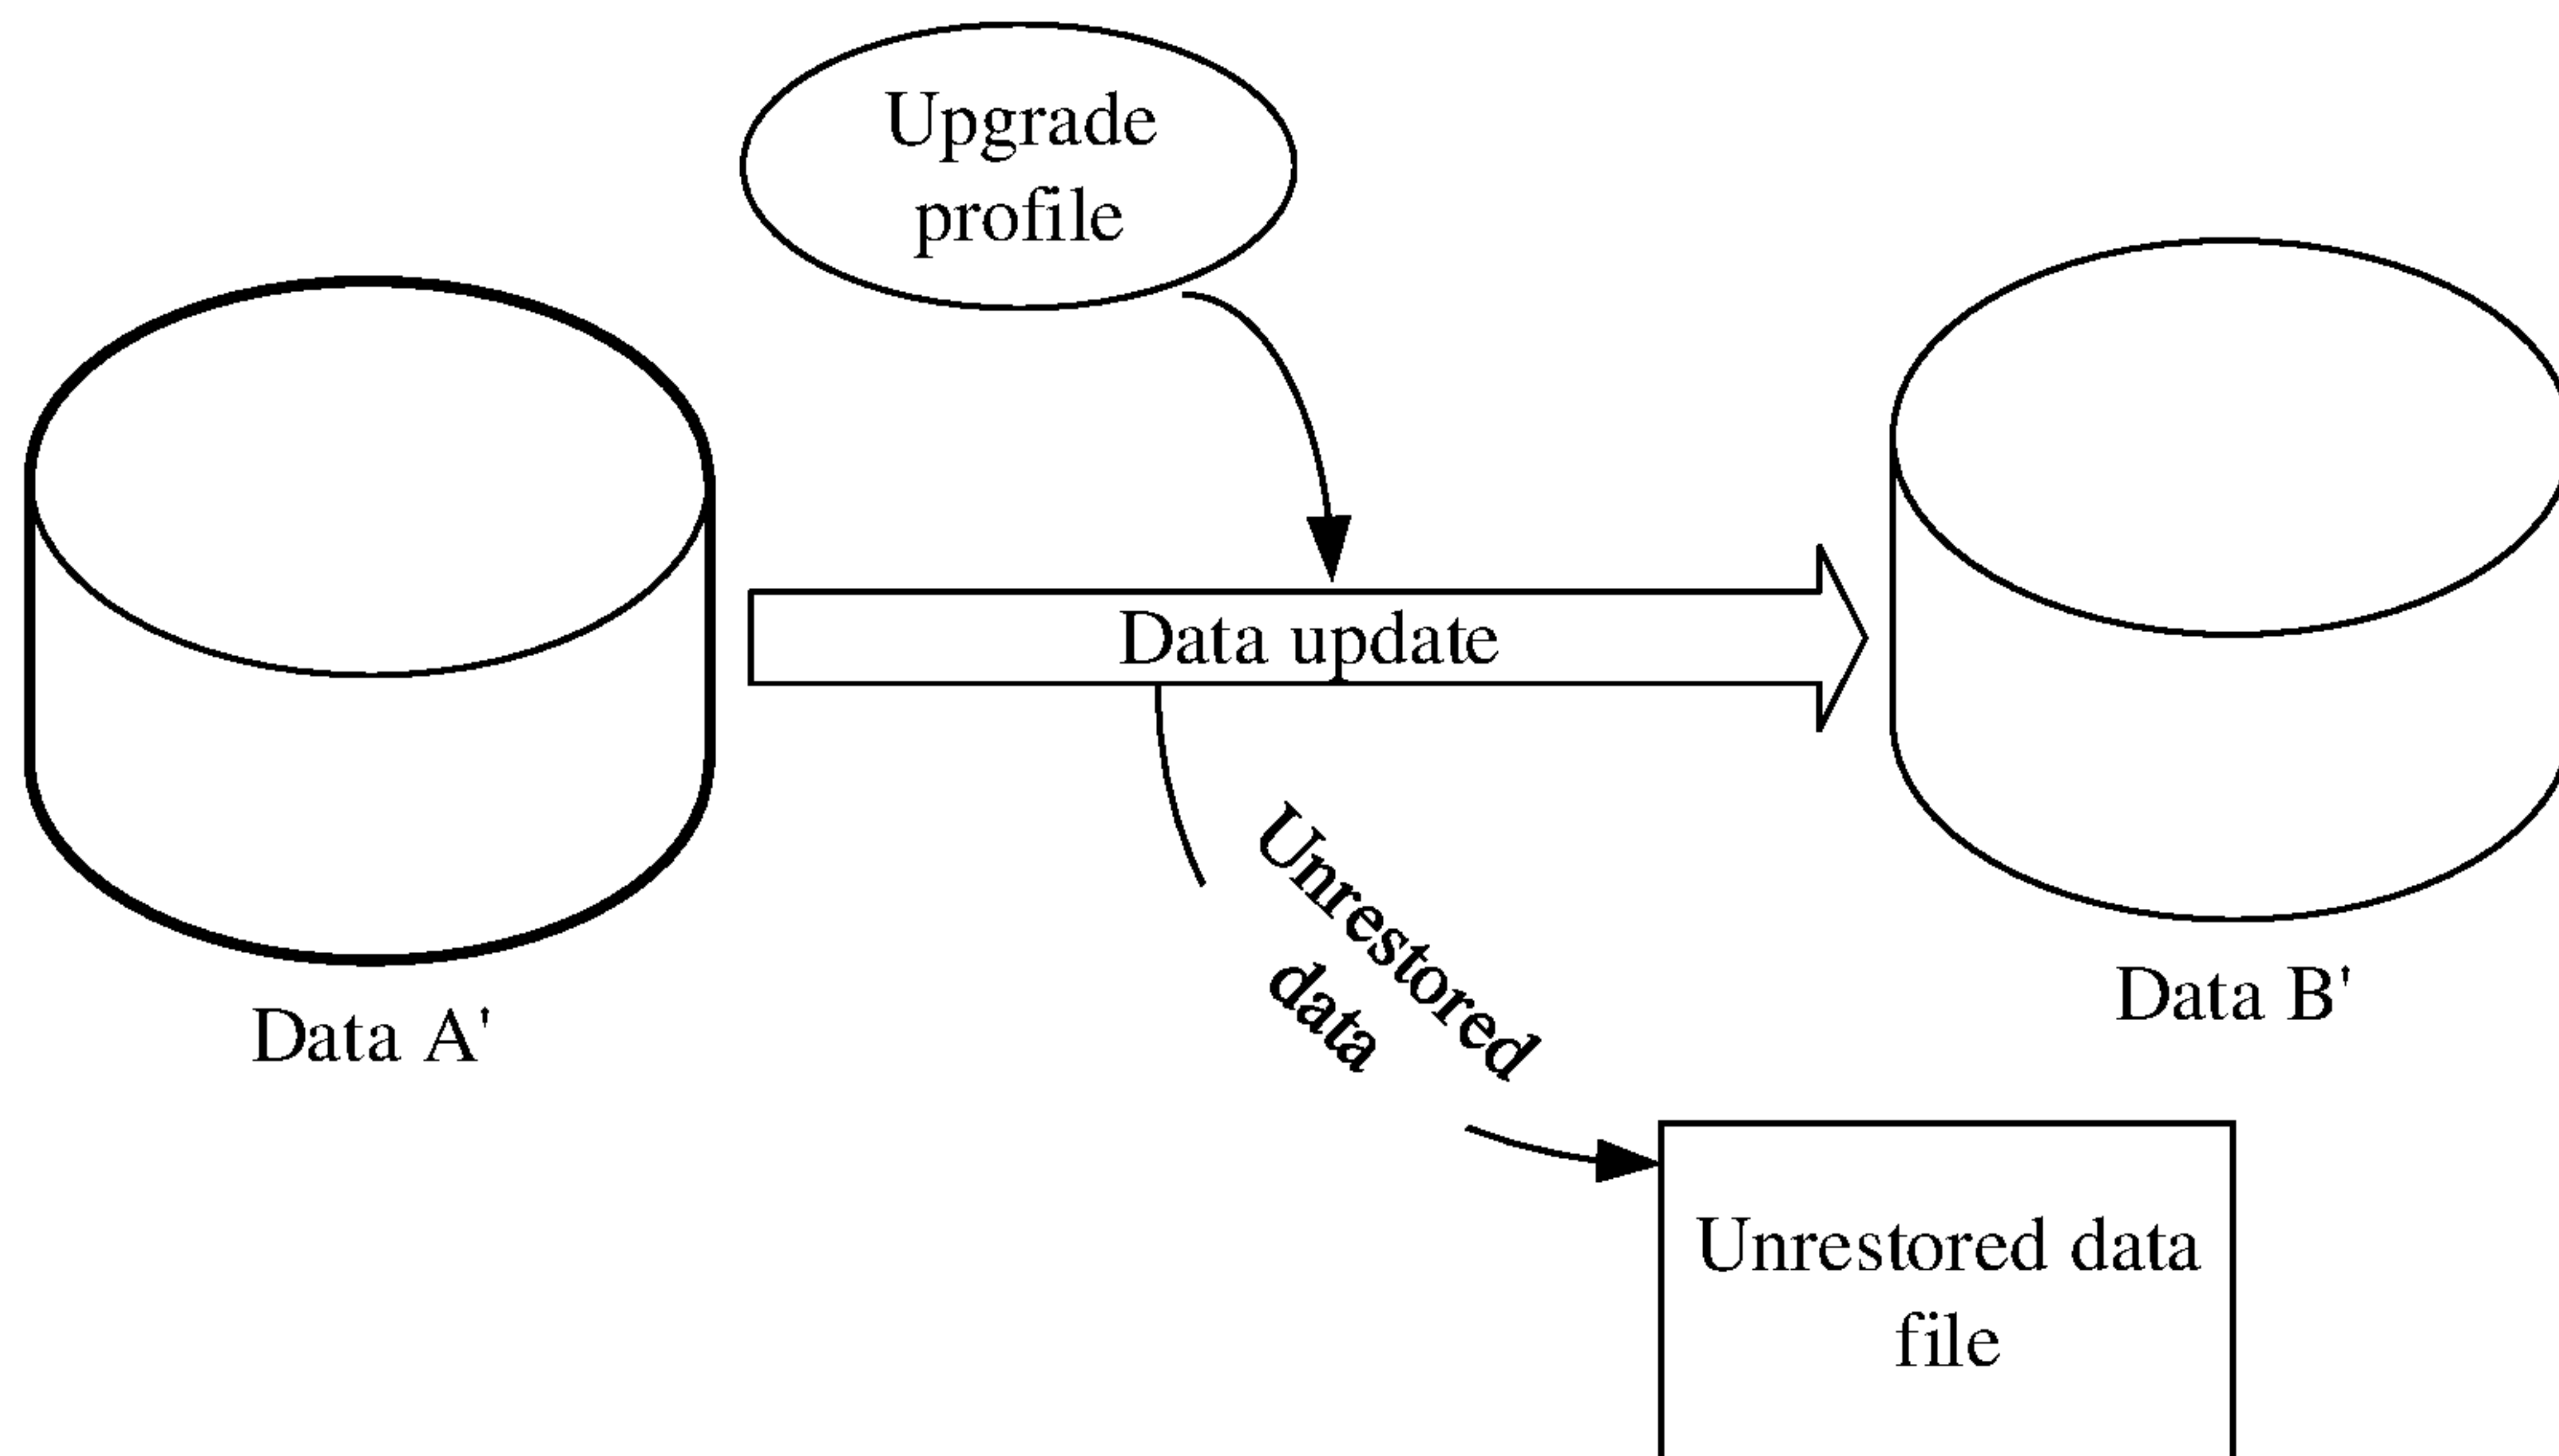 Upgrade
profile
Data update
Unrestored
data
Data A'
Data B'
Unrestored data
file